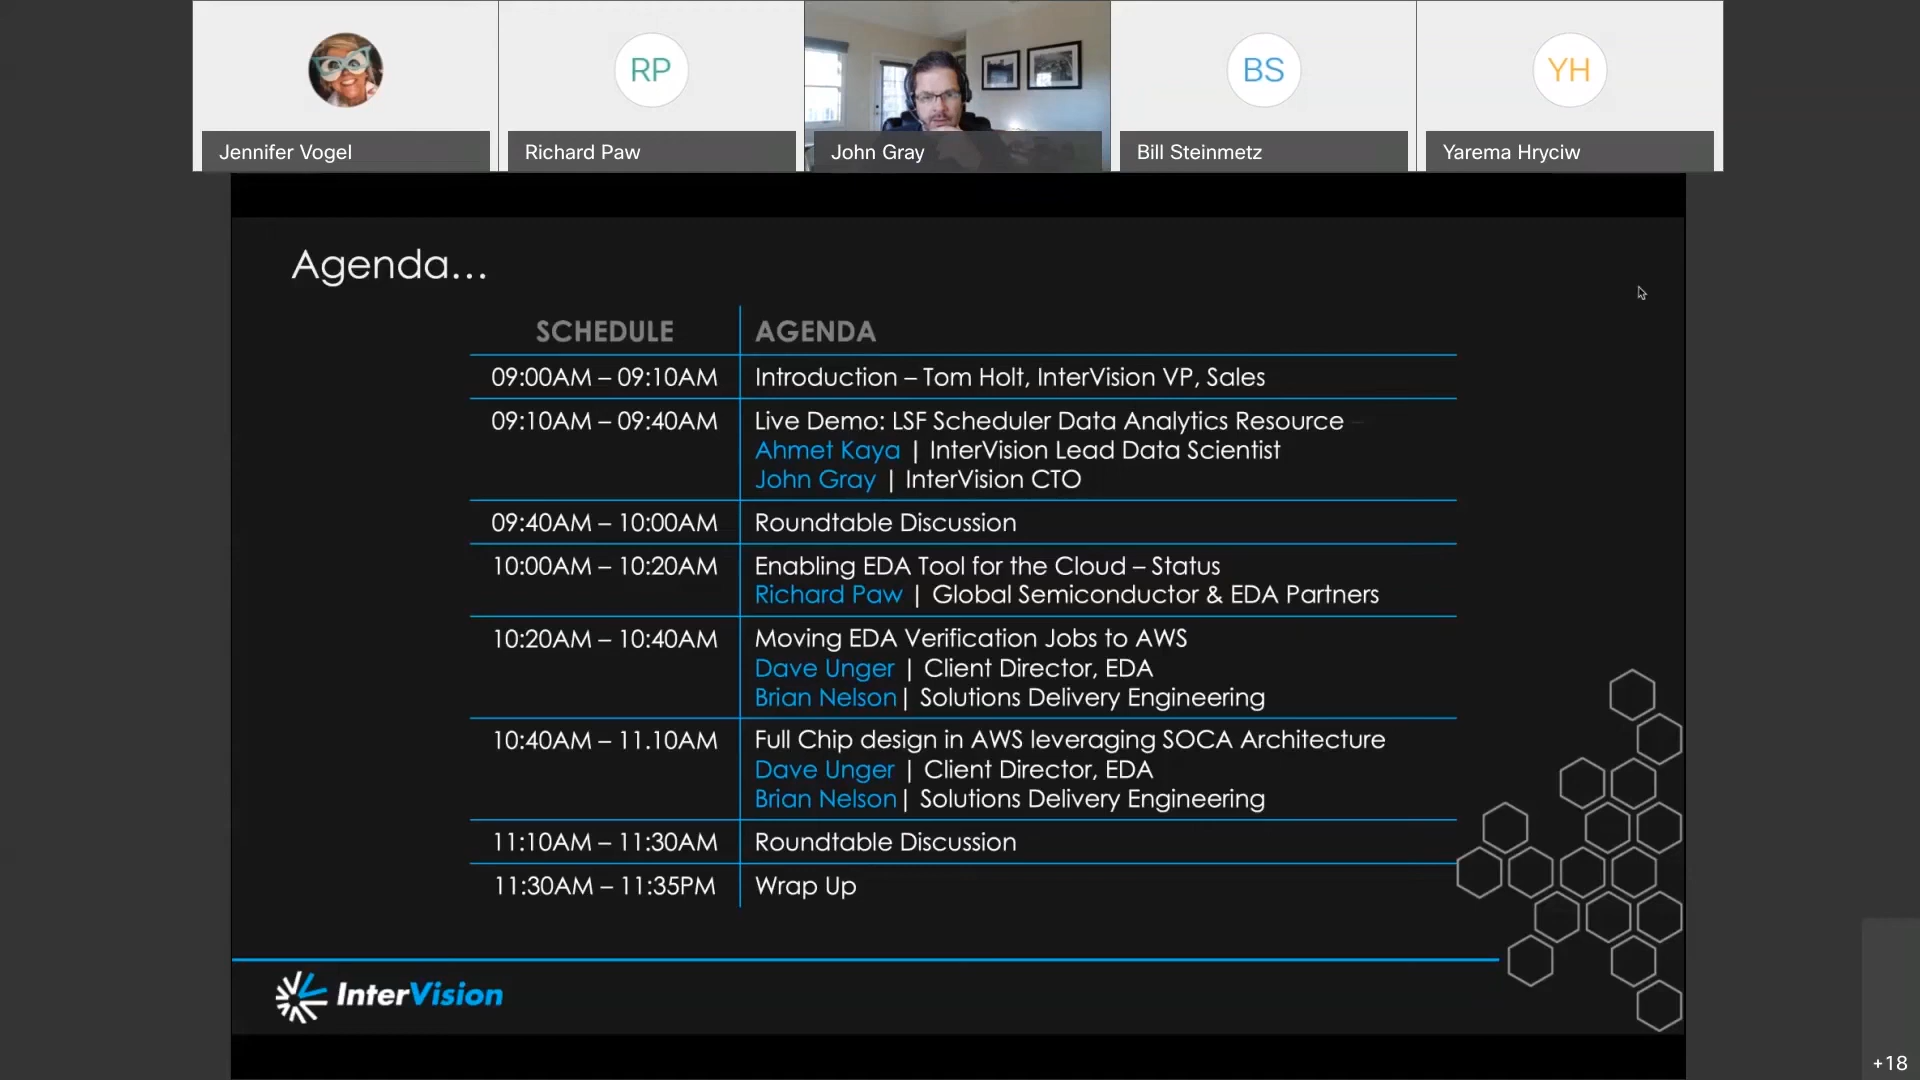 Jennifer Vogel
RP
Richard Paw
John Gray
BS
Bill Steinmetz
YH
Yarema Hryciw
Agenda...
SCHEDULE AGENDA
09:00AM – 09:10AM Introduction – Tom Holt, InterVision VP, Sales
09:10AM – 09:40AM Live Demo: LSF Scheduler Data Analytics Resource –
Ahmet Kaya | InterVision Lead Data Scientist
John Gray | InterVision CTO
09:40AM – 10:00AM Roundtable Discussion
10:00AM – 10:20AM Enabling EDA Tool for the Cloud – Status
Richard Paw | Global Semiconductor & EDA Partners
10:20AM – 10:40AM Moving EDA Verification Jobs to AWS
Dave Unger | Client Director, EDA
Brian Nelson | Solutions Delivery Engineering
10:40AM – 11.10AM Full Chip design in AWS leveraging SOCA Architecture
Dave Unger | Client Director, EDA
Brian Nelson | Solutions Delivery Engineering
11:10AM – 11:30AM Roundtable Discussion
11:30AM – 11:35PM Wrap Up
InterVision
+18